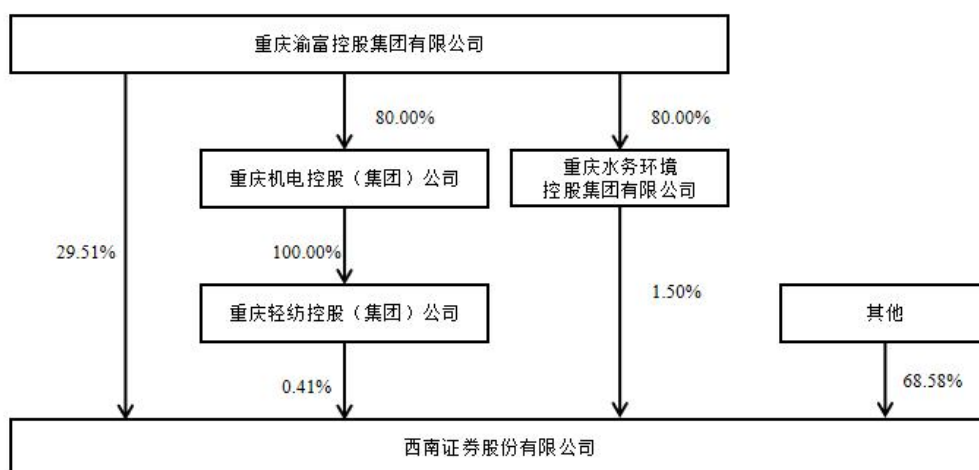 重庆渝富控股集团有限公司
80.00%
80.00%
重庆机电控股（集团）公司
重庆水务环境
控股集团有限公司
29.51%
100.00%
1.50%
重庆轻纺控股（集团）公司
其他
0.41%
68.58%
西南证券股份有限公司